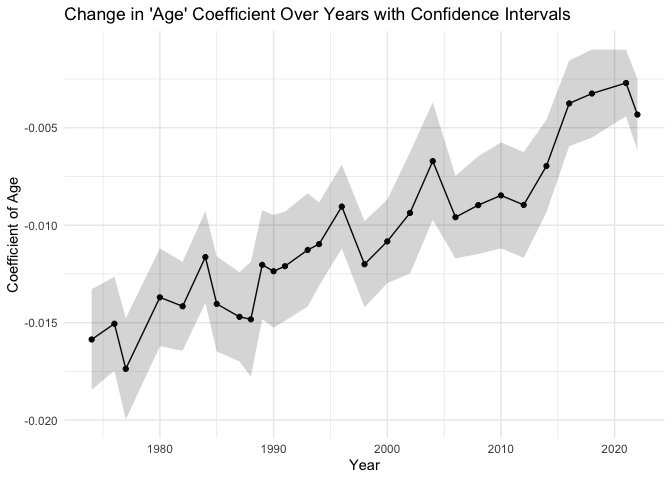 Change in 'Age' Coefficient Over Years with Confidence Intervals
Coefficient of Age
-0.005
-0.010
-0.015
-0.020
1980 1990 2000 2010 2020
Year